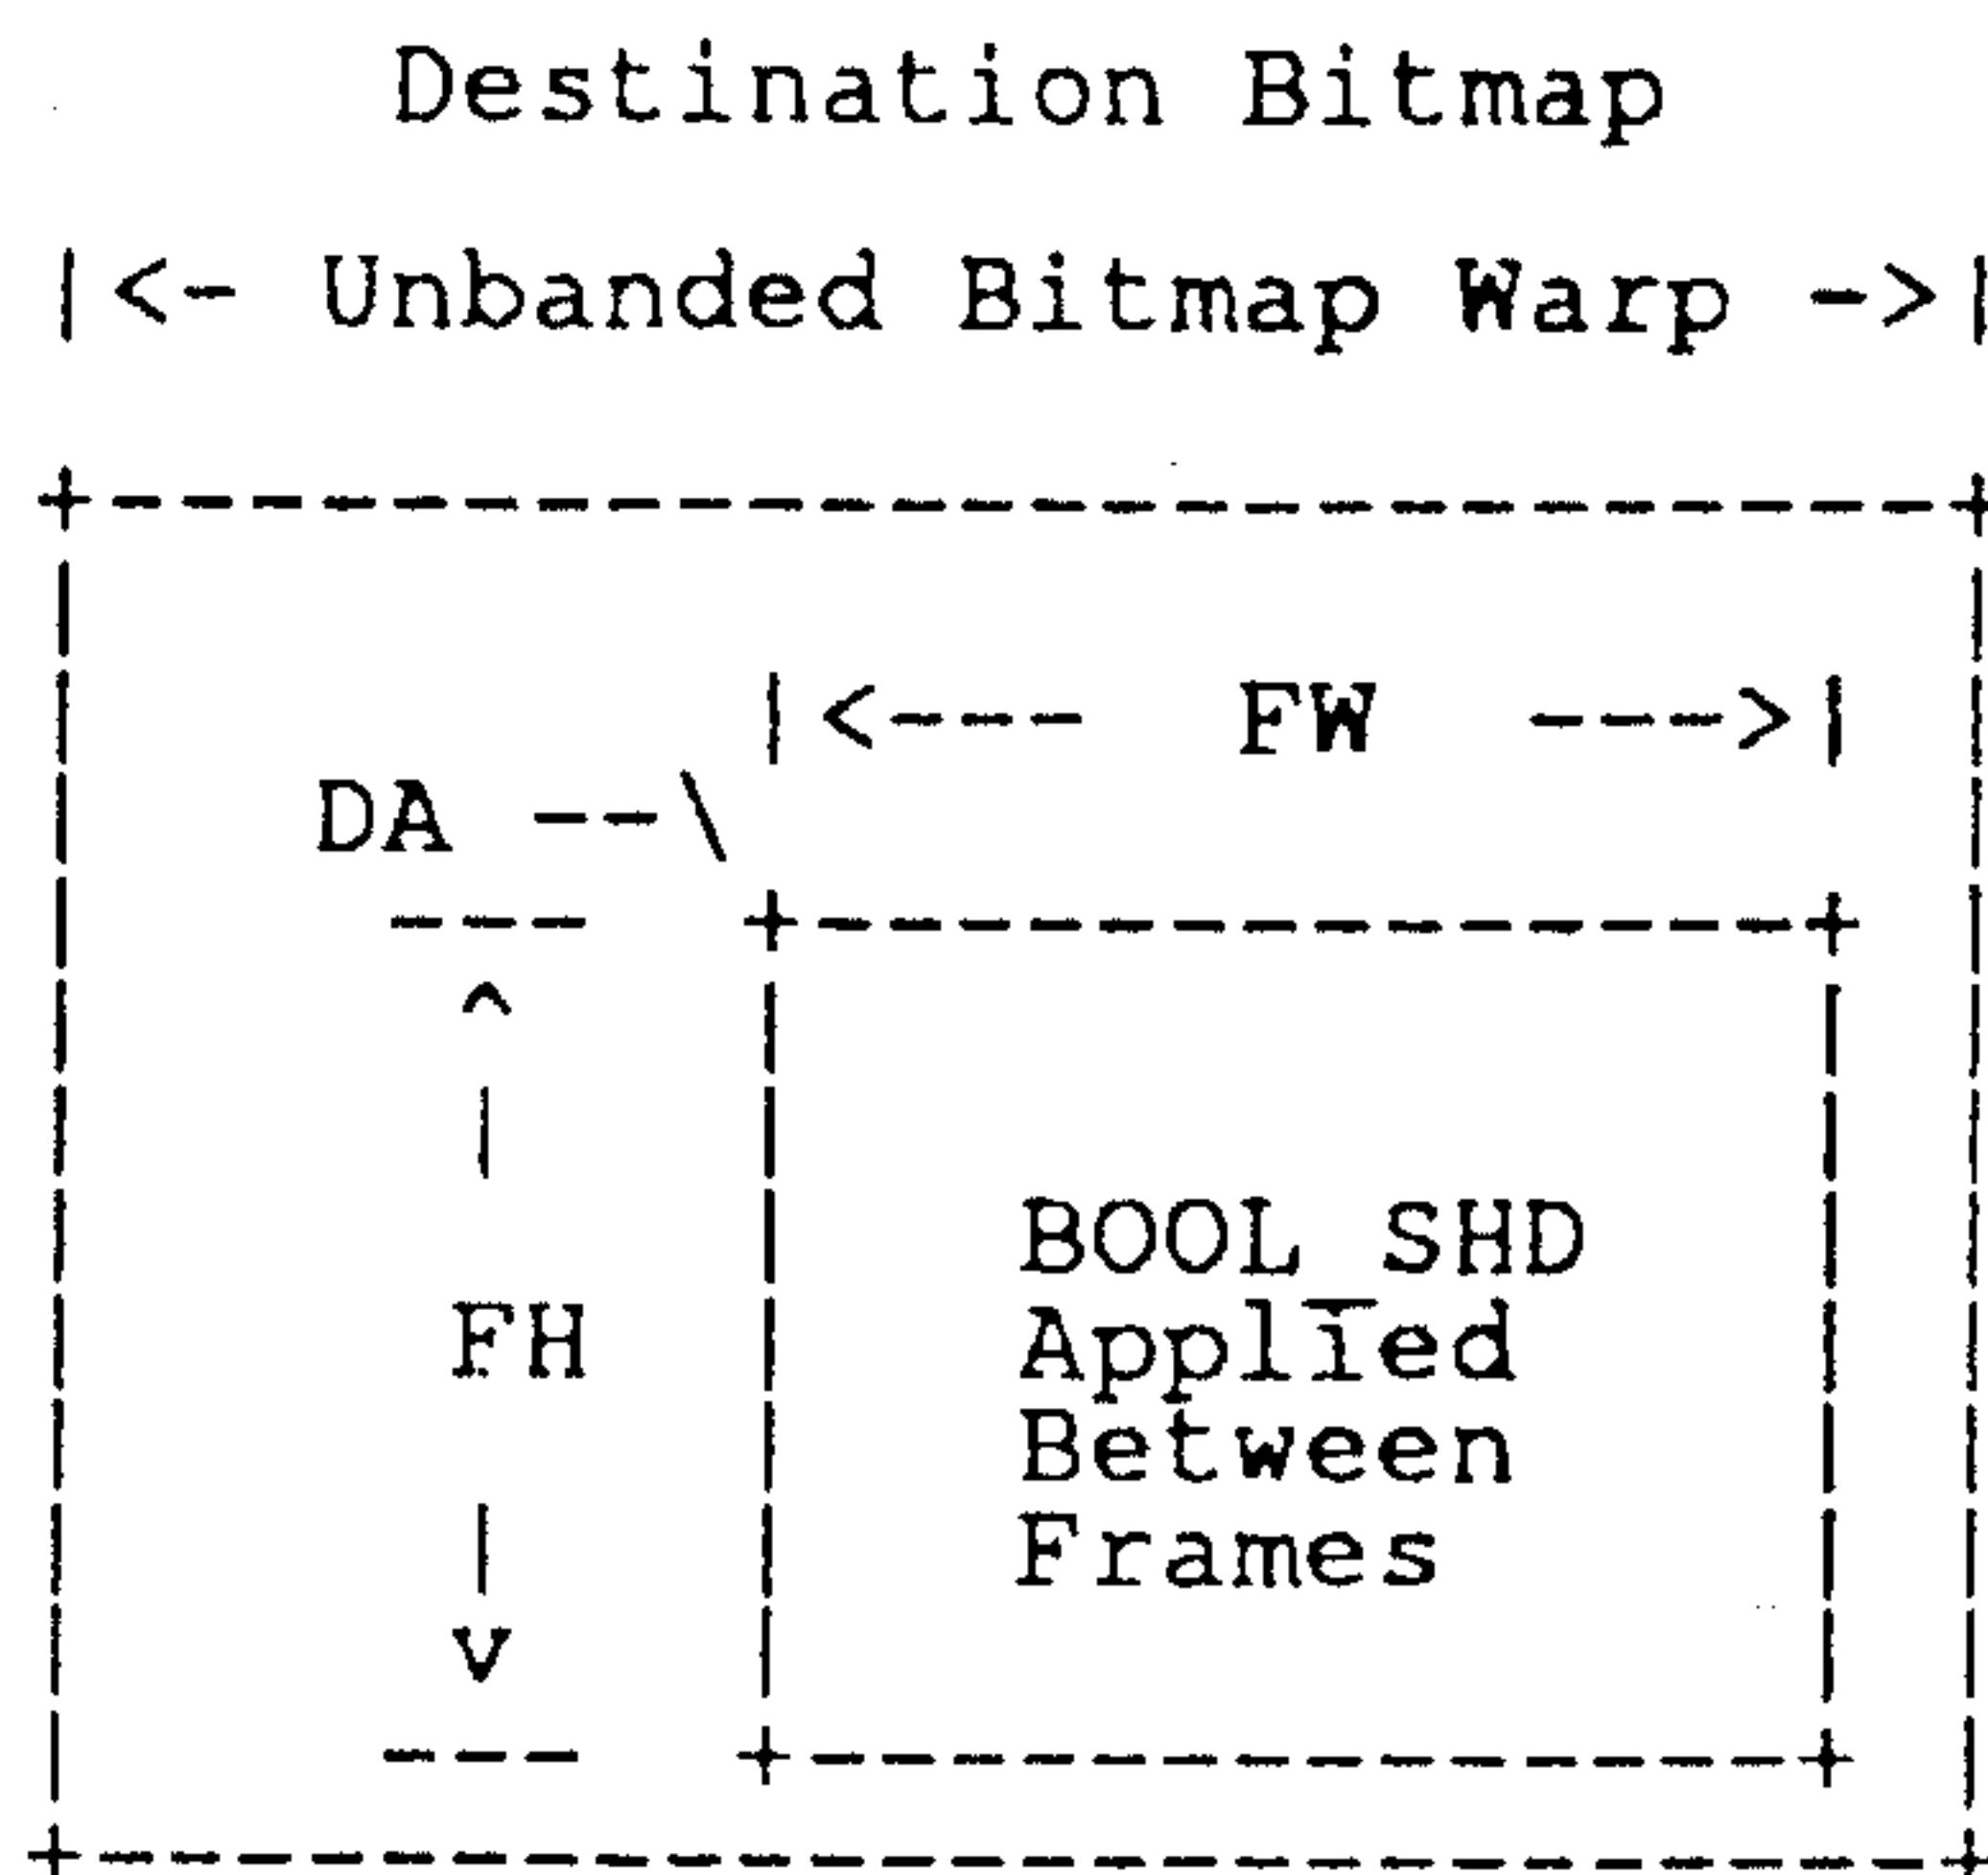 Destination Bitmap
|<- Unbanded Bitmap Warp ->|
|<--- FW --->|
DA --\
FH
BOOL SHD
Applied
Between
Frames